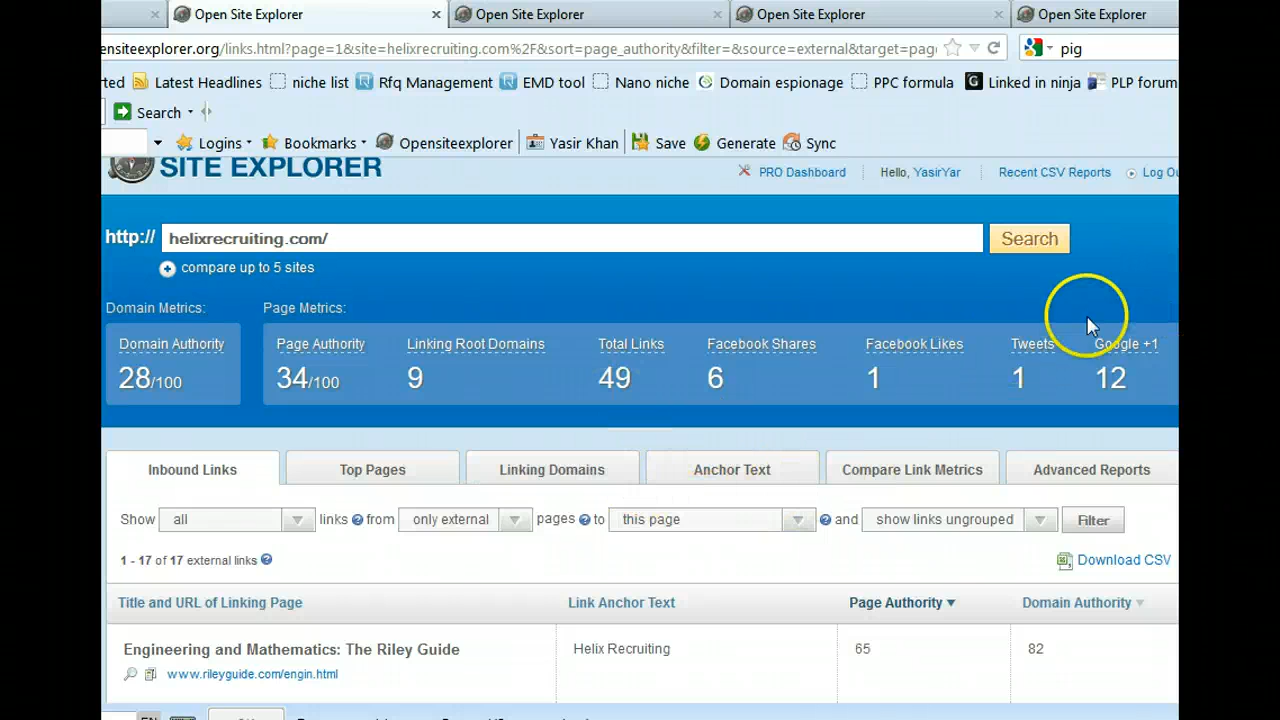 Open Site Explorer Open Site Explorer Open Site Explorer Open Site Explorer
ensiteexplorer.org/links.html?page=1&site=helixrecruiting.com%2F&sort=page_authority&filter=&source=external&target=page pig
rted Latest Headlines niche list Rfq Management EMD tool Nano niche Domain espionage PPC formula Linked in ninja PLP forum
Search
Logins Bookmarks Opensiteexplorer Yasir Khan Save Generate Sync
SITE EXPLORER PRO Dashboard Hello, YasirYar Recent CSV Reports Log Ou
http:// helixrecruiting.com/ Search
compare up to 5 sites
Domain Metrics: Page Metrics:
Domain Authority Page Authority Linking Root Domains Total Links Facebook Shares Facebook Likes Tweets Google +1
28/100 34/100 9 49 6 1 1 12
Inbound Links Top Pages Linking Domains Anchor Text Compare Link Metrics Advanced Reports
Show all links from only external pages to this page and show links ungrouped Filter
1 - 17 of 17 external links Download CSV
Title and URL of Linking Page Link Anchor Text Page Authority Domain Authority
Engineering and Mathematics: The Riley Guide Helix Recruiting 65 82
www.rileyguide.com/engin.html